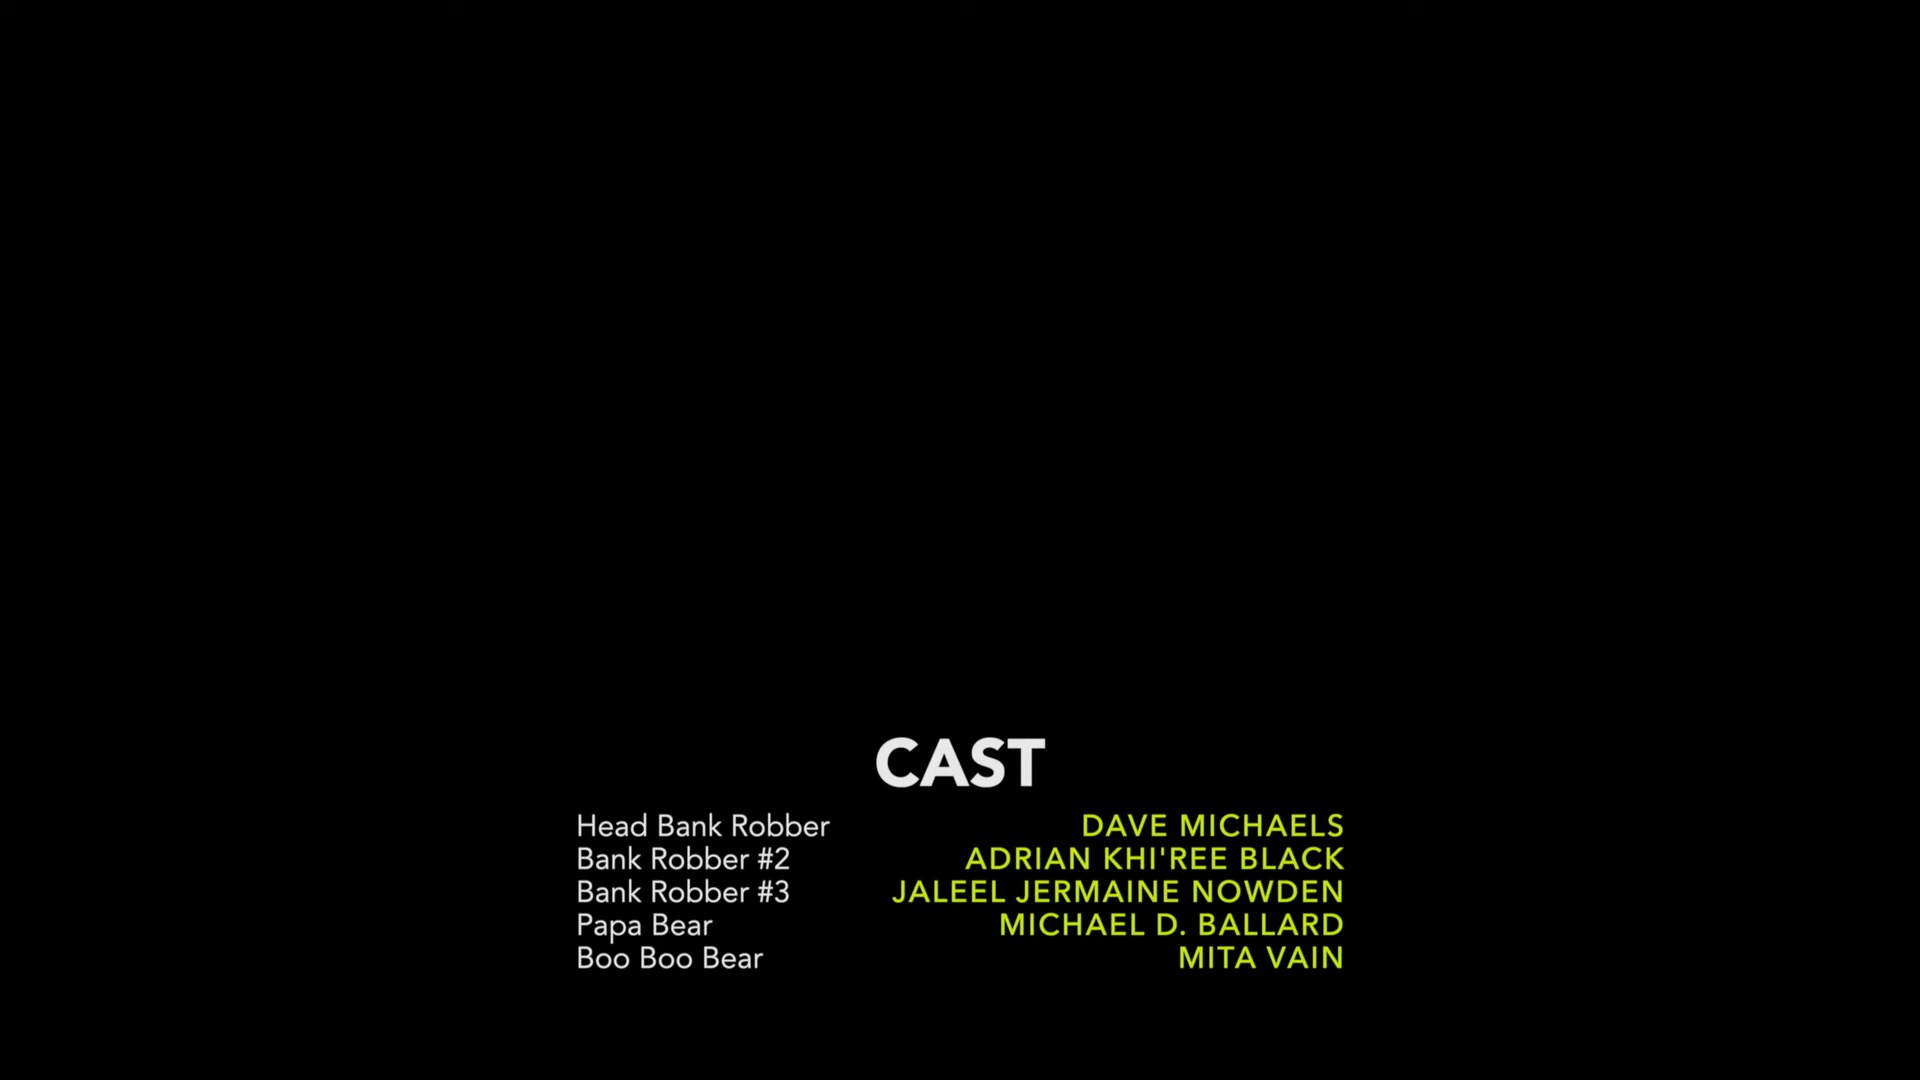 CAST
Head Bank Robber DAVE MICHAELS
Bank Robber #2 ADRIAN KHI'REE BLACK
Bank Robber #3 JALEEL JERMAINE NOWDEN
Papa Bear MICHAEL D. BALLARD
Boo Boo Bear MITA VAIN